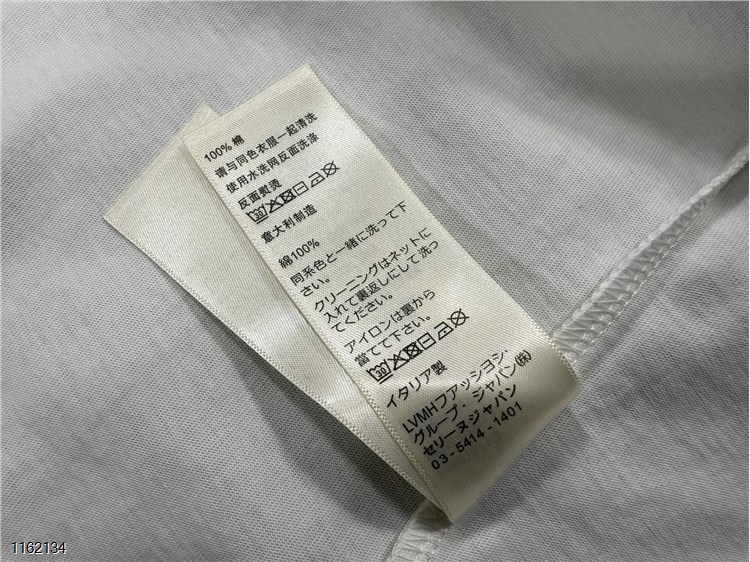 100% 棉
请与同色衣服一起清洗
使用水洗网反面洗涤
反面熨烫
30
意大利制造
綿100%
同系色と一緒に洗って下
さい。
クリーニングはネットに
入れて裏返しにして洗っ
てください。
アイロンは裏から
当てて下さい。
30
イタリア製
LVMHファッションジ.
グループ・ジャパン(株)
セリーヌジャパン
03-5414-1401
1162134